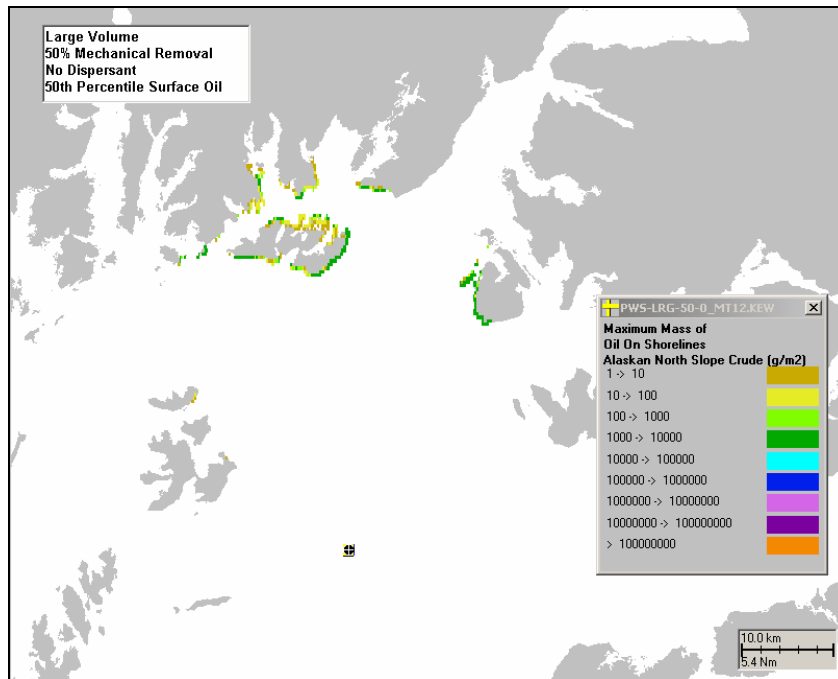 Large Volume
50% Mechanical Removal
No Dispersant
50th Percentile Surface Oil
PWS-LRG-50-0_MT12.KEW
Maximum Mass of
Oil On Shorelines
Alaskan North Slope Crude (g/m2)
1 -> 10
10 -> 100
100 -> 1000
1000 -> 10000
10000 -> 100000
100000 -> 1000000
1000000 -> 10000000
10000000 -> 100000000
> 100000000
10.0 km
5.4 Nm